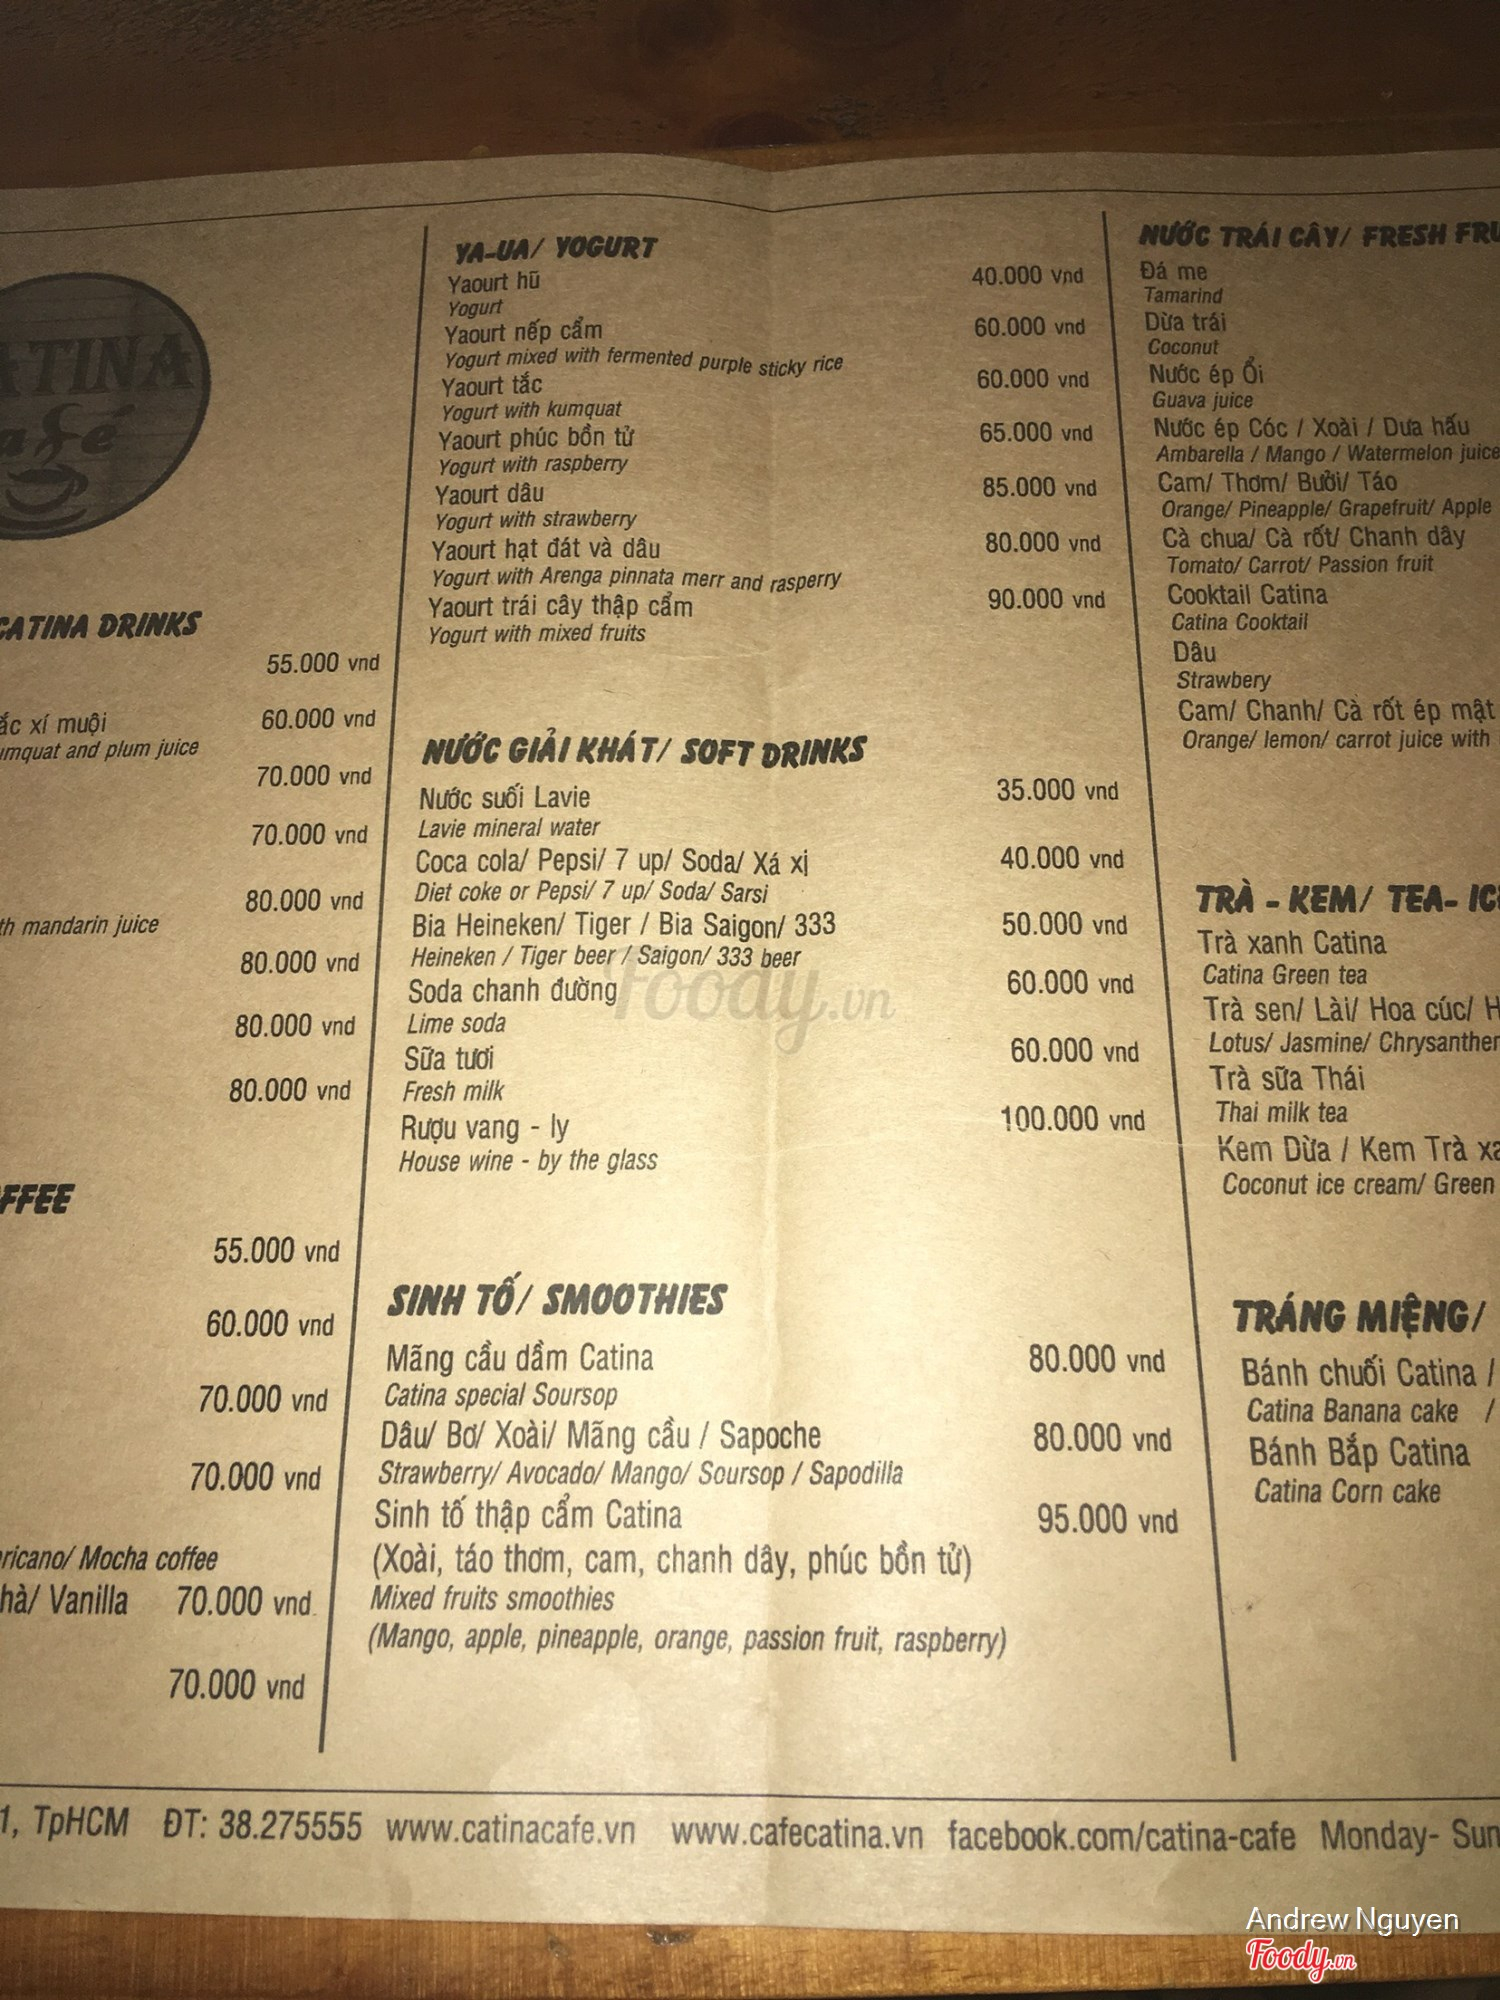 CATINA
afé
CATINA DRINKS
55.000 vnd
ắc xí muội 60.000 vnd
umquat and plum juice
70.000 vnd
70.000 vnd
80.000 vnd
th mandarin juice
80.000 vnd
80.000 vnd
80.000 vnd
OFFEE
55.000 vnd
60.000 vnd
70.000 vnd
70.000 vnd
ricano/ Mocha coffee
hà/ Vanilla 70.000 vnd
70.000 vnd
YA-UA/ YOGURT
Yaourt hũ 40.000 vnd
Yogurt
Yaourt nếp cẩm 60.000 vnd
Yogurt mixed with fermented purple sticky rice
Yaourt tắc 60.000 vnd
Yogurt with kumquat
Yaourt phúc bồn tử 65.000 vnd
Yogurt with raspberry
Yaourt dâu 85.000 vnd
Yogurt with strawberry
Yaourt hạt đát và dâu 80.000 vnd
Yogurt with Arenga pinnata merr and rasperry
Yaourt trái cây thập cẩm 90.000 vnd
Yogurt with mixed fruits
NƯỚC GIẢI KHÁT/ SOFT DRINKS
Nước suối Lavie 35.000 vnd
Lavie mineral water
Coca cola/ Pepsi/ 7 up/ Soda/ Xá xị 40.000 vnd
Diet coke or Pepsi/ 7 up/ Soda/ Sarsi
Bia Heineken/ Tiger / Bia Saigon/ 333 50.000 vnd
Heineken / Tiger beer / Saigon/ 333 beer
Soda chanh đường 60.000 vnd
Lime soda
Sữa tươi 60.000 vnd
Fresh milk
Rượu vang - ly 100.000 vnd
House wine - by the glass
SINH TỐ/ SMOOTHIES
Mãng cầu dầm Catina 80.000 vnd
Catina special Soursop
Dâu/ Bơ/ Xoài/ Mãng cầu / Sapoche 80.000 vnd
Strawberry/ Avocado/ Mango/ Soursop / Sapodilla
Sinh tố thập cẩm Catina 95.000 vnd
(Xoài, táo thơm, cam, chanh dây, phúc bồn tử)
Mixed fruits smoothies
(Mango, apple, pineapple, orange, passion fruit, raspberry)
NƯỚC TRÁI CÂY/ FRESH FRU
Đá me
Tamarind
Dừa trái
Coconut
Nước ép Ổi
Guava juice
Nước ép Cóc / Xoài / Dưa hấu
Ambarella / Mango / Watermelon juice
Cam/ Thơm/ Bưởi/ Táo
Orange/ Pineapple/ Grapefruit/ Apple
Cà chua/ Cà rốt/ Chanh dây
Tomato/ Carrot/ Passion fruit
Cooktail Catina
Catina Cooktail
Dâu
Strawbery
Cam/ Chanh/ Cà rốt ép mật
Orange/ lemon/ carrot juice with
TRÀ - KEM/ TEA- ICE
Trà xanh Catina
Catina Green tea
Trà sen/ Lài/ Hoa cúc/ H
Lotus/ Jasmine/ Chrysanthem
Trà sữa Thái
Thai milk tea
Kem Dừa / Kem Trà xa
Coconut ice cream/ Green
TRÁNG MIỆNG/
Bánh chuối Catina /
Catina Banana cake /
Bánh Bắp Catina
Catina Corn cake
1, TpHCM ĐT: 38.275555 www.catinacafe.vn www.cafecatina.vn facebook.com/catina-cafe Monday- Sun
Foody.vn
Andrew Nguyen
Foody.vn